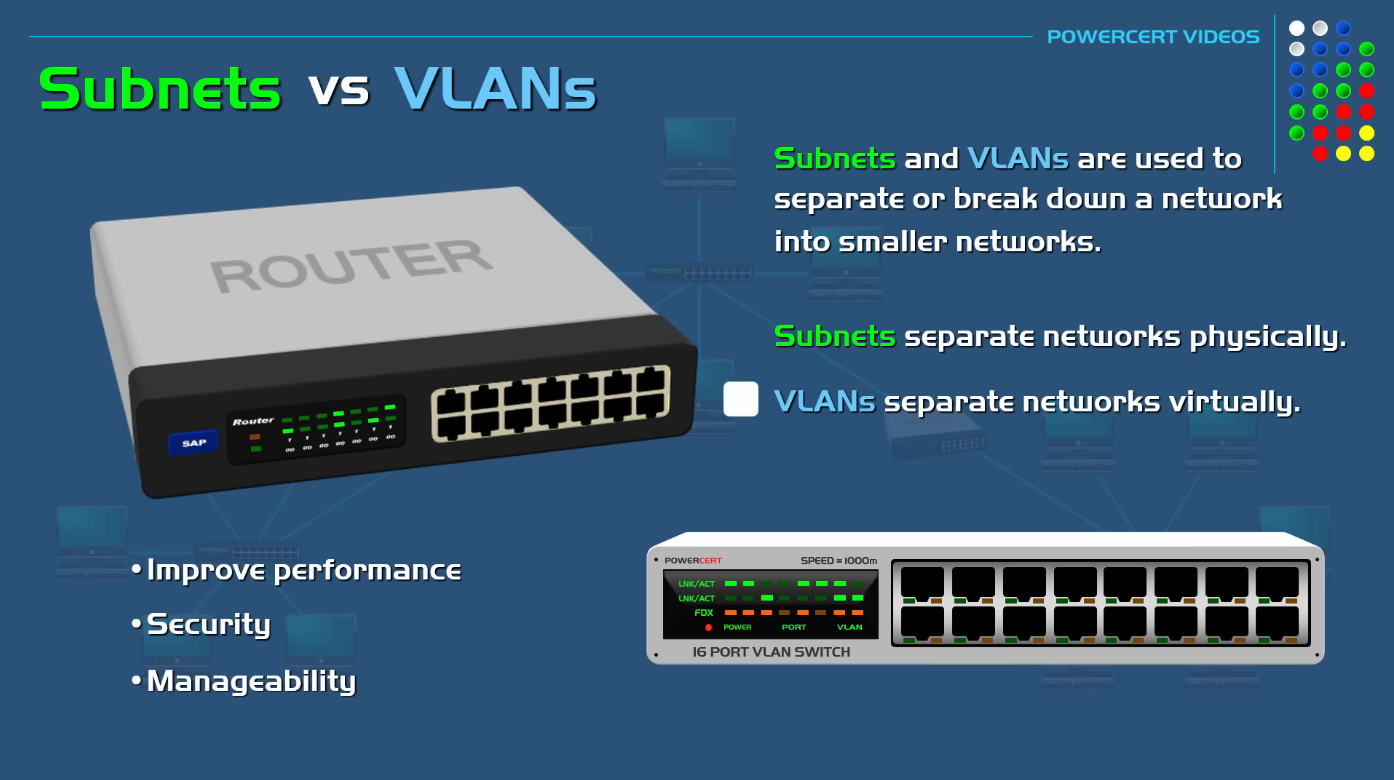 POWERCERT VIDEOS
Subnets vs VLANs
Subnets and VLANs are used to
separate or break down a network
into smaller networks.
Subnets separate networks physically.
VLANs separate networks virtually.
ROUTER
Router
SAP
• Improve performance
• Security
• Manageability
POWERCERT SPEED = 1000m
LNK/ACT
LNK/ACT
FDX
POWER PORT VLAN
16 PORT VLAN SWITCH